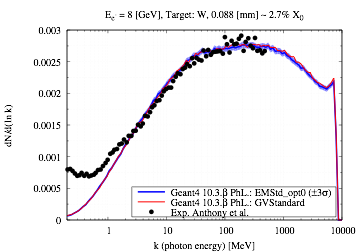 E_e⁻ = 8 [GeV], Target: W, 0.088 [mm] ~ 2.7% X₀
0.003
0.0025
0.002
0.0015
0.001
0.0005
0
dN/d(ln k)
Geant4 10.3.β PhL.: EMStd_opt0 (±3σ)
Geant4 10.3.β PhL.: GVStandard
Exp. Anthony et al.
1 10 100 1000 10000
k (photon energy) [MeV]